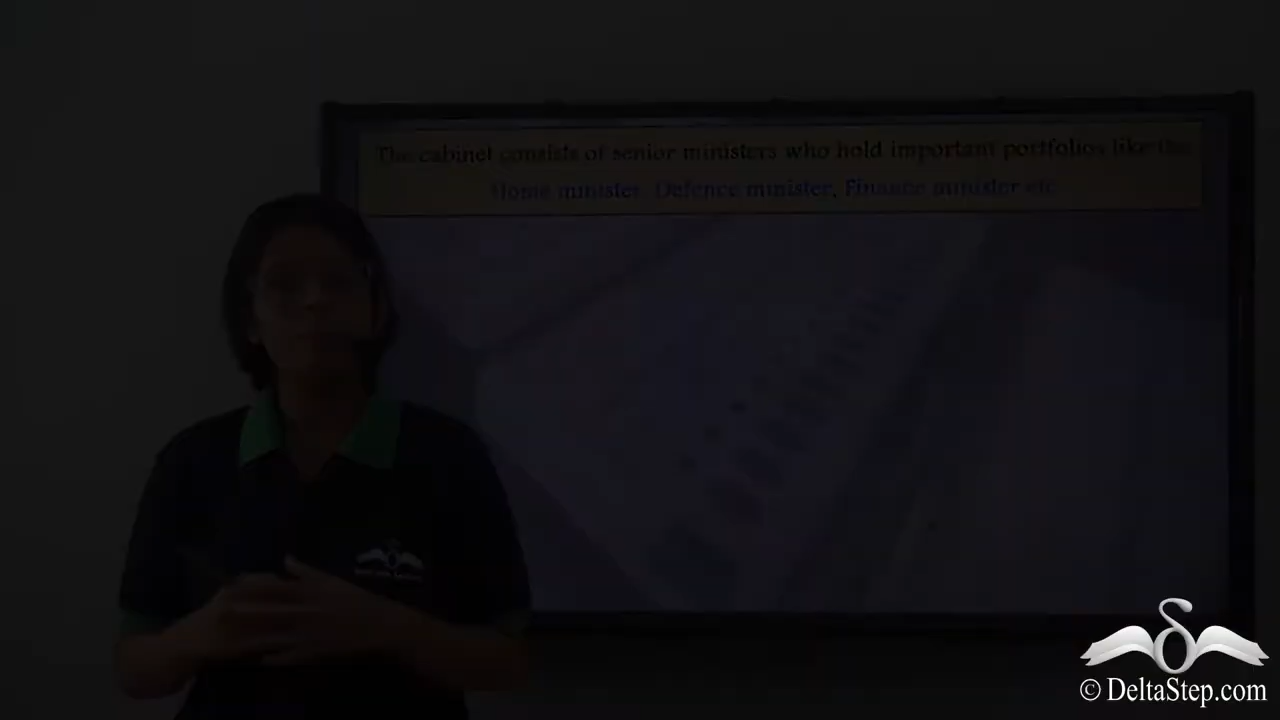 The cabinet consists of senior ministers who hold important portfolios like the
Home minister, Defence minister, Finance minister etc
© DeltaStep.com